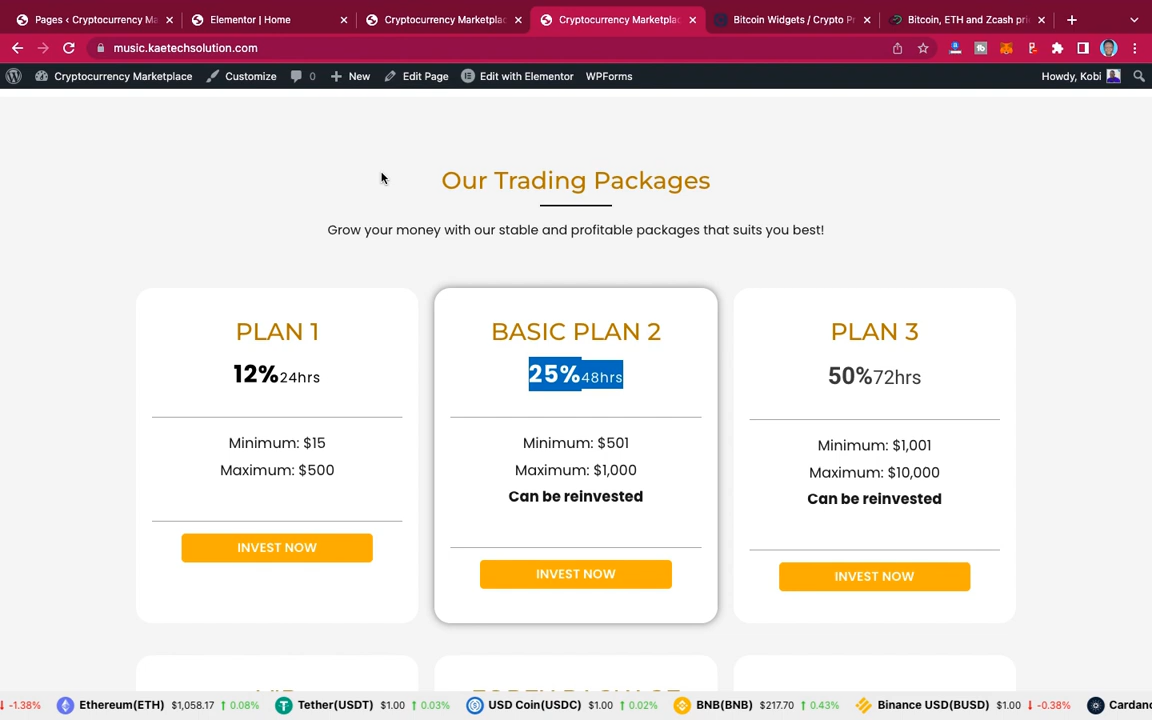 Pages ‹ Cryptocurrency Ma
Elementor | Home
Cryptocurrency Marketplac
Cryptocurrency Marketplac
Bitcoin Widgets / Crypto Pr
Bitcoin, ETH and Zcash pri
music.kaetechsolution.com
Cryptocurrency Marketplace
Customize
0
New
Edit Page
Edit with Elementor
WPForms
Howdy, Kobi
Our Trading Packages
Grow your money with our stable and profitable packages that suits you best!
PLAN 1
12%24hrs
Minimum: $15
Maximum: $500
INVEST NOW
BASIC PLAN 2
25%48hrs
Minimum: $501
Maximum: $1,000
Can be reinvested
INVEST NOW
PLAN 3
50%72hrs
Minimum: $1,001
Maximum: $10,000
Can be reinvested
INVEST NOW
-1.38%
Ethereum(ETH) $1,058.17 ↑ 0.08%
Tether(USDT) $1.00 ↑ 0.03%
USD Coin(USDC) $1.00 ↑ 0.02%
BNB(BNB) $217.70 ↑ 0.43%
Binance USD(BUSD) $1.00 ↓ -0.38%
Cardano